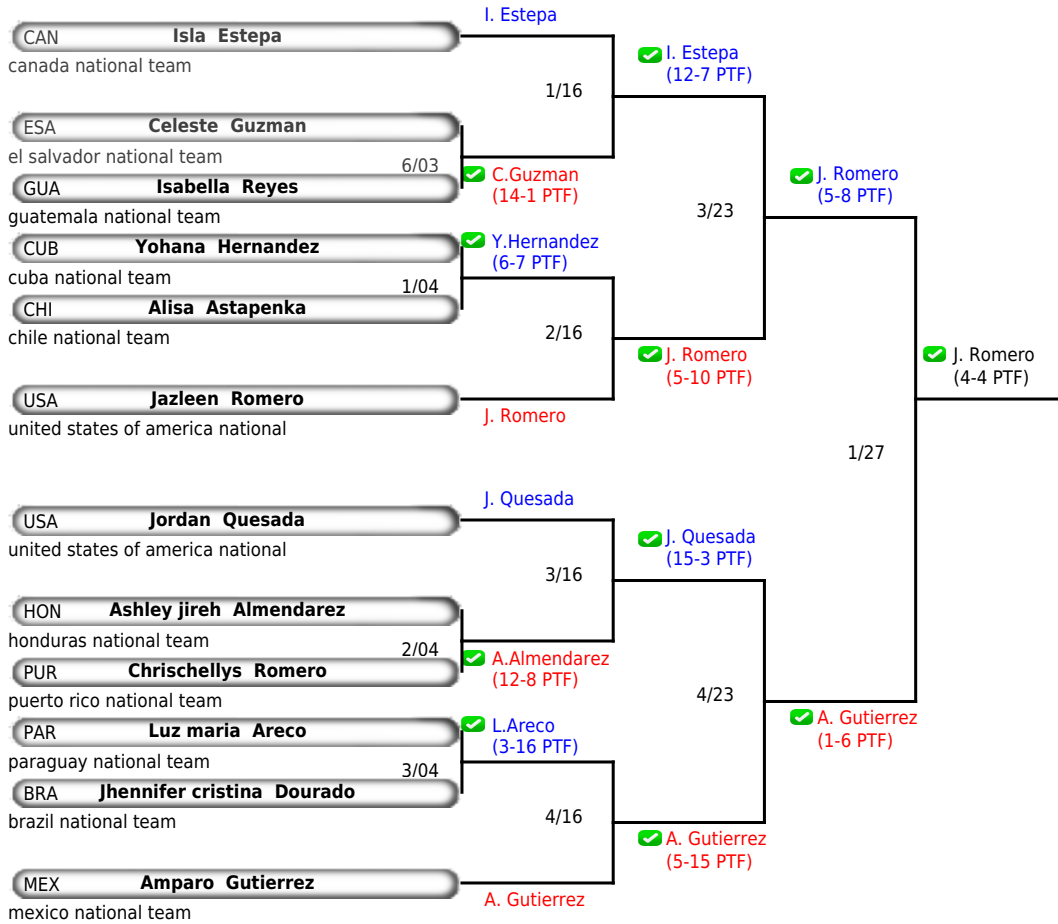 I. Estepa
CAN Isla Estepa
canada national team
I. Estepa
(12-7 PTF)
1/16
ESA Celeste Guzman
el salvador national team
6/03
C.Guzman
(14-1 PTF)
GUA Isabella Reyes
guatemala national team
J. Romero
(5-8 PTF)
3/23
CUB Yohana Hernandez
cuba national team
Y.Hernandez
(6-7 PTF)
1/04
CHI Alisa Astapenka
chile national team
2/16
J. Romero
(5-10 PTF)
J. Romero
(4-4 PTF)
USA Jazleen Romero
united states of america national
J. Romero
1/27
J. Quesada
USA Jordan Quesada
united states of america national
J. Quesada
(15-3 PTF)
3/16
HON Ashley jireh Almendarez
honduras national team
2/04
A.Almendarez
(12-8 PTF)
PUR Chrischellys Romero
puerto rico national team
4/23
A. Gutierrez
(1-6 PTF)
PAR Luz maria Areco
paraguay national team
L.Areco
(3-16 PTF)
3/04
BRA Jhennifer cristina Dourado
brazil national team
4/16
A. Gutierrez
(5-15 PTF)
MEX Amparo Gutierrez
mexico national team
A. Gutierrez